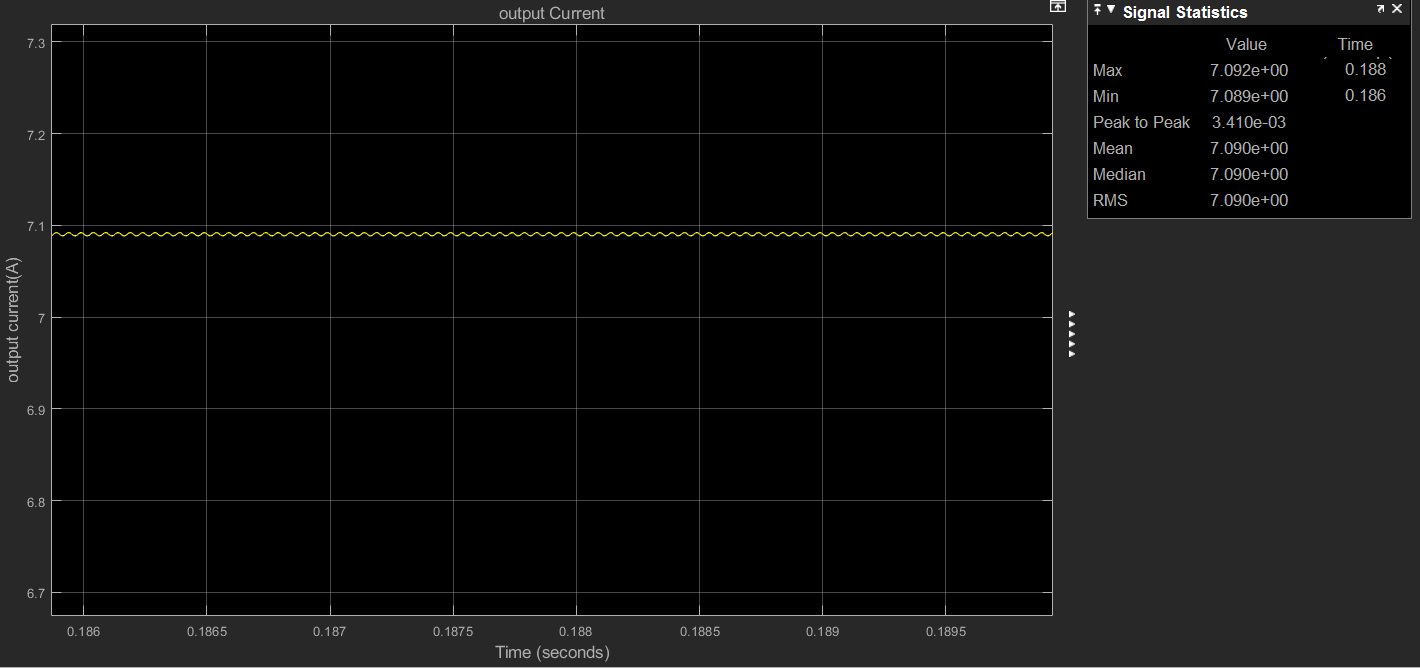 output Current
7.3
7.2
7.1
7
6.9
6.8
6.7
output current(A)
0.186 0.1865 0.187 0.1875 0.188 0.1885 0.189 0.1895
Time (seconds)
Signal Statistics
Value Time
Max 7.092e+00 0.188
Min 7.089e+00 0.186
Peak to Peak 3.410e-03
Mean 7.090e+00
Median 7.090e+00
RMS 7.090e+00